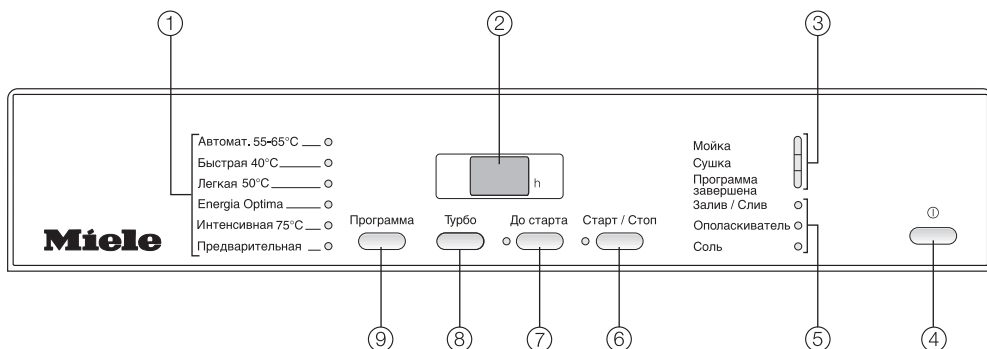 ① ② ③
Автомат. 55-65°C
Быстрая 40°C
Легкая 50°C
Energia Optima
Интенсивная 75°C
Предварительная
Miele
h
Программа
Турбо
До старта
Старт / Стоп
Мойка
Сушка
Программа
завершена
Залив / Слив
Ополаскиватель
Соль
⑨ ⑧ ⑦ ⑥ ⑤ ④